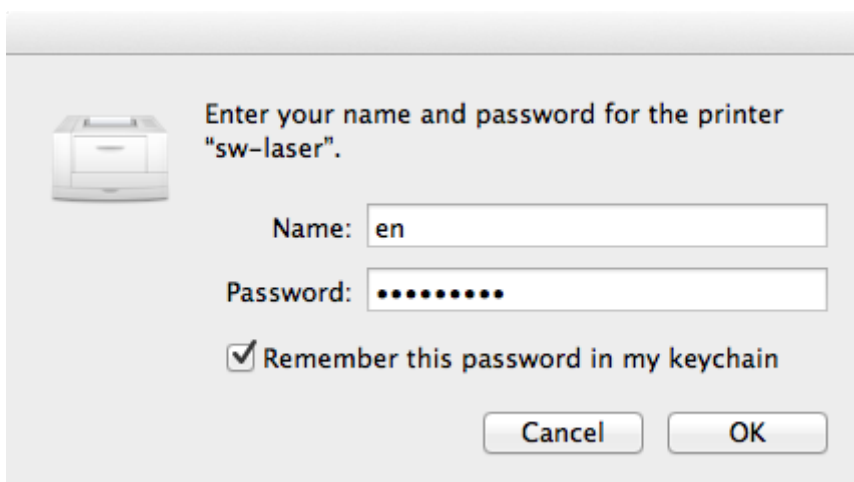 Enter your name and password for the printer
“sw-laser”.
Name: en
Password: •••••••••
Remember this password in my keychain
Cancel OK